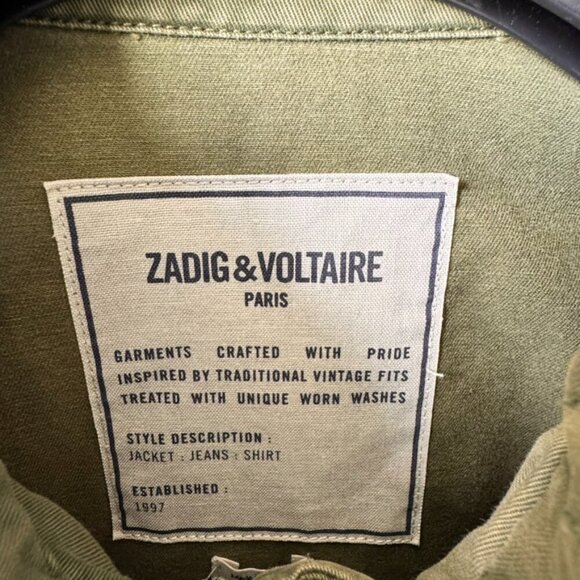 ZADIG&VOLTAIRE
PARIS
GARMENTS CRAFTED WITH PRIDE
INSPIRED BY TRADITIONAL VINTAGE FITS
TREATED WITH UNIQUE WORN WASHES
STYLE DESCRIPTION :
JACKET : JEANS : SHIRT
ESTABLISHED :
1997